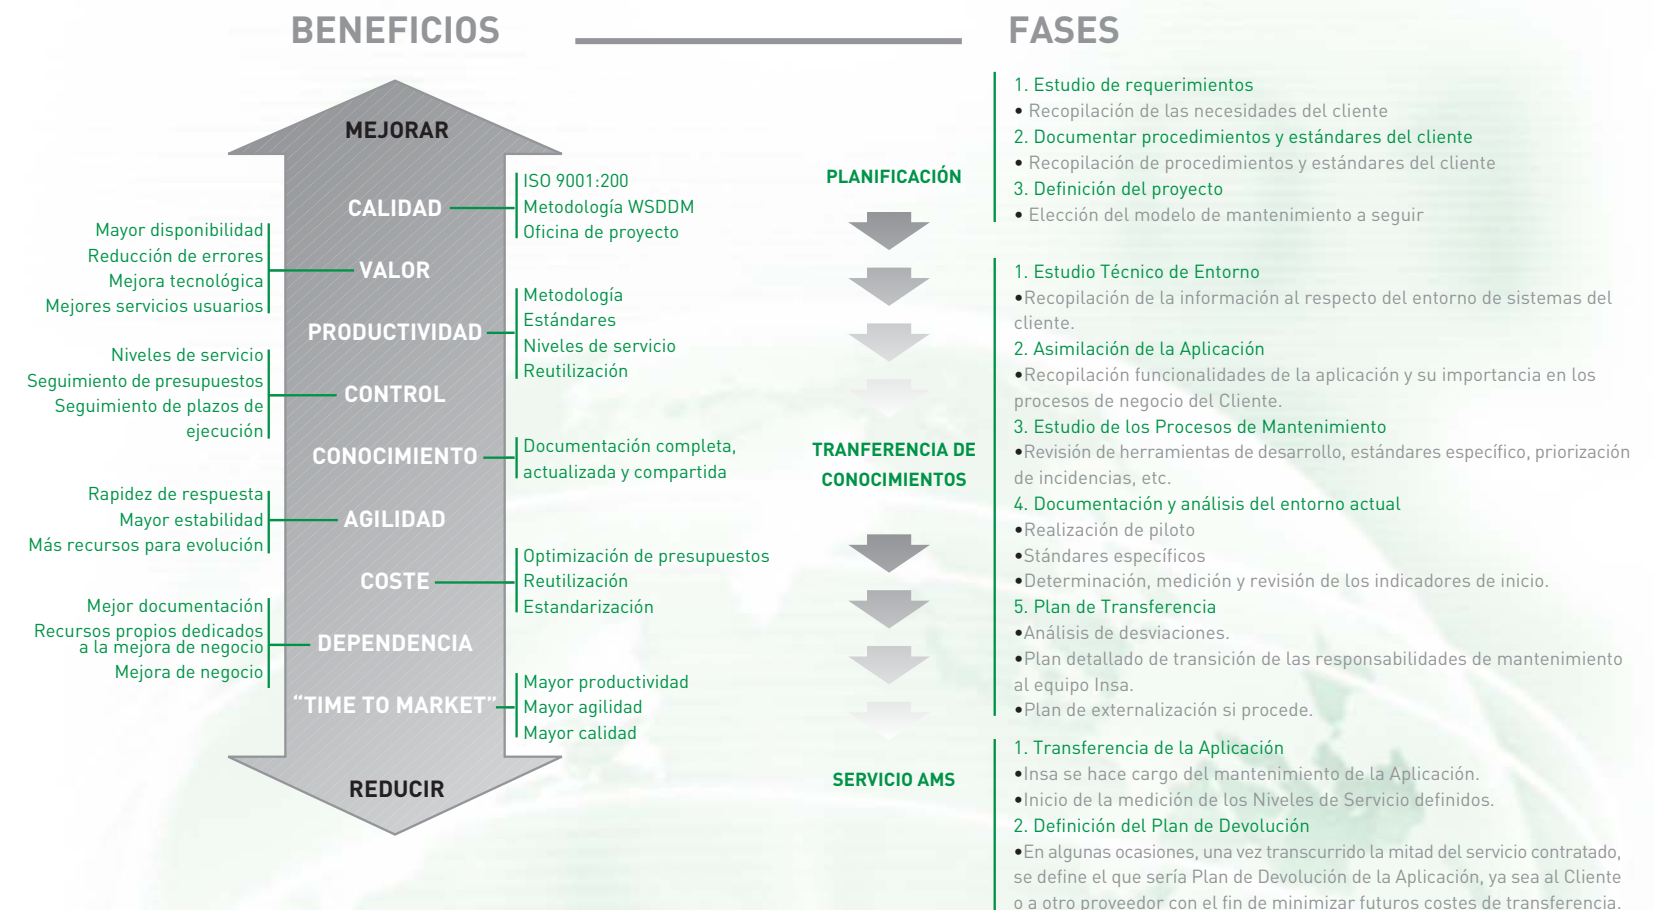 BENEFICIOS
MEJORAR
CALIDAD
ISO 9001:200
Metodología WSDDM
Oficina de proyecto
Mayor disponibilidad
Reducción de errores
Mejora tecnológica
Mejores servicios usuarios
VALOR
PRODUCTIVIDAD
Metodología
Estándares
Niveles de servicio
Reutilización
Niveles de servicio
Seguimiento de presupuestos
Seguimiento de plazos de
ejecución
CONTROL
CONOCIMIENTO
Documentación completa,
actualizada y compartida
Rapidez de respuesta
Mayor estabilidad
Más recursos para evolución
AGILIDAD
COSTE
Optimización de presupuestos
Reutilización
Estandarización
Mejor documentación
Recursos propios dedicados
a la mejora de negocio
Mejora de negocio
DEPENDENCIA
“TIME TO MARKET”
Mayor productividad
Mayor agilidad
Mayor calidad
REDUCIR
FASES
PLANIFICACIÓN
1. Estudio de requerimientos
• Recopilación de las necesidades del cliente
2. Documentar procedimientos y estándares del cliente
• Recopilación de procedimientos y estándares del cliente
3. Definición del proyecto
• Elección del modelo de mantenimiento a seguir
TRANFERENCIA DE
CONOCIMIENTOS
1. Estudio Técnico de Entorno
•Recopilación de la información al respecto del entorno de sistemas del
cliente.
2. Asimilación de la Aplicación
•Recopilación funcionalidades de la aplicación y su importancia en los
procesos de negocio del Cliente.
3. Estudio de los Procesos de Mantenimiento
•Revisión de herramientas de desarrollo, estándares específico, priorización
de incidencias, etc.
4. Documentación y análisis del entorno actual
•Realización de piloto
•Stándares específicos
•Determinación, medición y revisión de los indicadores de inicio.
5. Plan de Transferencia
•Análisis de desviaciones.
•Plan detallado de transición de las responsabilidades de mantenimiento
al equipo Insa.
•Plan de externalización si procede.
SERVICIO AMS
1. Transferencia de la Aplicación
•Insa se hace cargo del mantenimiento de la Aplicación.
•Inicio de la medición de los Niveles de Servicio definidos.
2. Definición del Plan de Devolución
•En algunas ocasiones, una vez transcurrido la mitad del servicio contratado,
se define el que sería Plan de Devolución de la Aplicación, ya sea al Cliente
o a otro proveedor con el fin de minimizar futuros costes de transferencia.